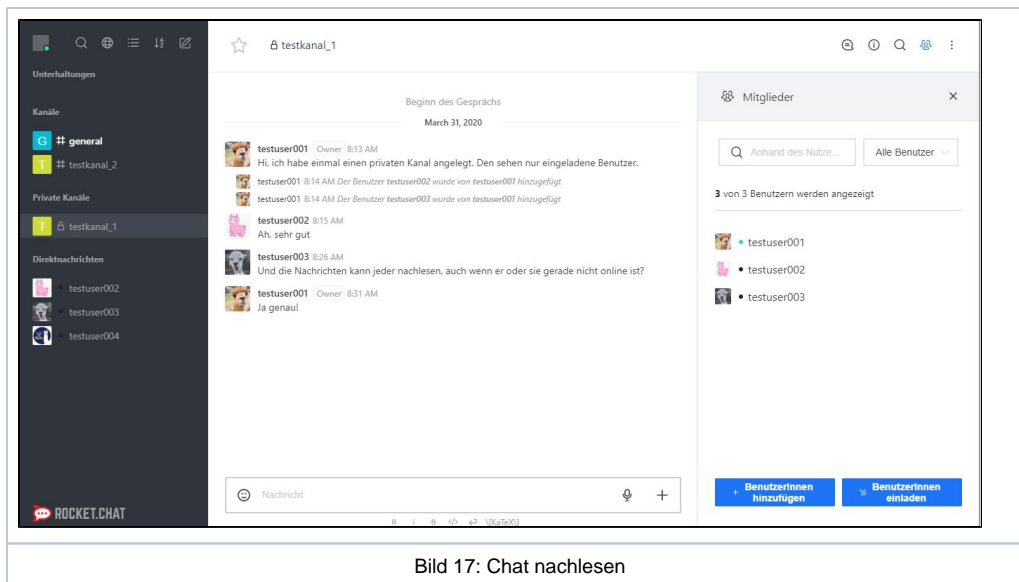 Unterhaltungen
Kanäle
G # general
T # testkanal_2
Private Kanäle
T testkanal_1
Direktnachrichten
testuser002
testuser003
testuser004
ROCKET.CHAT
testkanal_1
Beginn des Gesprächs
March 31, 2020
testuser001 Owner 8:13 AM
Hi, ich habe einmal einen privaten Kanal angelegt. Den sehen nur eingeladene Benutzer.
testuser001 8:14 AM Der Benutzer testuser002 wurde von testuser001 hinzugefügt
testuser001 8:14 AM Der Benutzer testuser003 wurde von testuser001 hinzugefügt
testuser002 8:15 AM
Ah, sehr gut
testuser003 8:26 AM
Und die Nachrichten kann jeder nachlesen, auch wenn er oder sie gerade nicht online ist?
testuser001 Owner 8:31 AM
Ja genau!
Nachricht
B i S </> \[KaTeX\]
Mitglieder
Anhand des Nutze...
Alle Benutzer
3 von 3 Benutzern werden angezeigt
testuser001
testuser002
testuser003
+ BenutzerInnen
hinzufügen
BenutzerInnen
einladen
Bild 17: Chat nachlesen